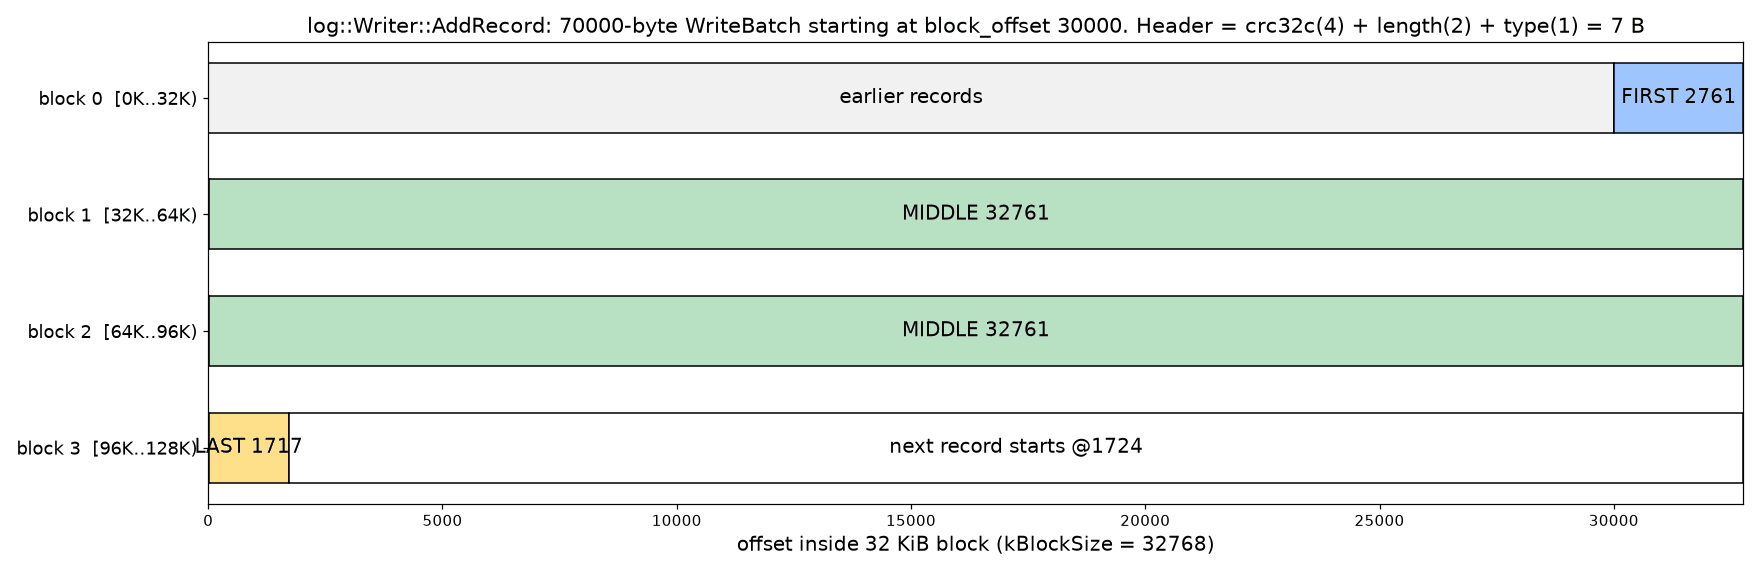 log::Writer::AddRecord: 70000-byte WriteBatch starting at block_offset 30000. Header = crc32c(4) + length(2) + type(1) = 7 B
block 0  [0K..32K)
earlier records
FIRST 2761
block 1  [32K..64K)
MIDDLE 32761
block 2  [64K..96K)
MIDDLE 32761
block 3  [96K..128K)
LAST 1717
next record starts @1724
0 5000 10000 15000 20000 25000 30000
offset inside 32 KiB block (kBlockSize = 32768)